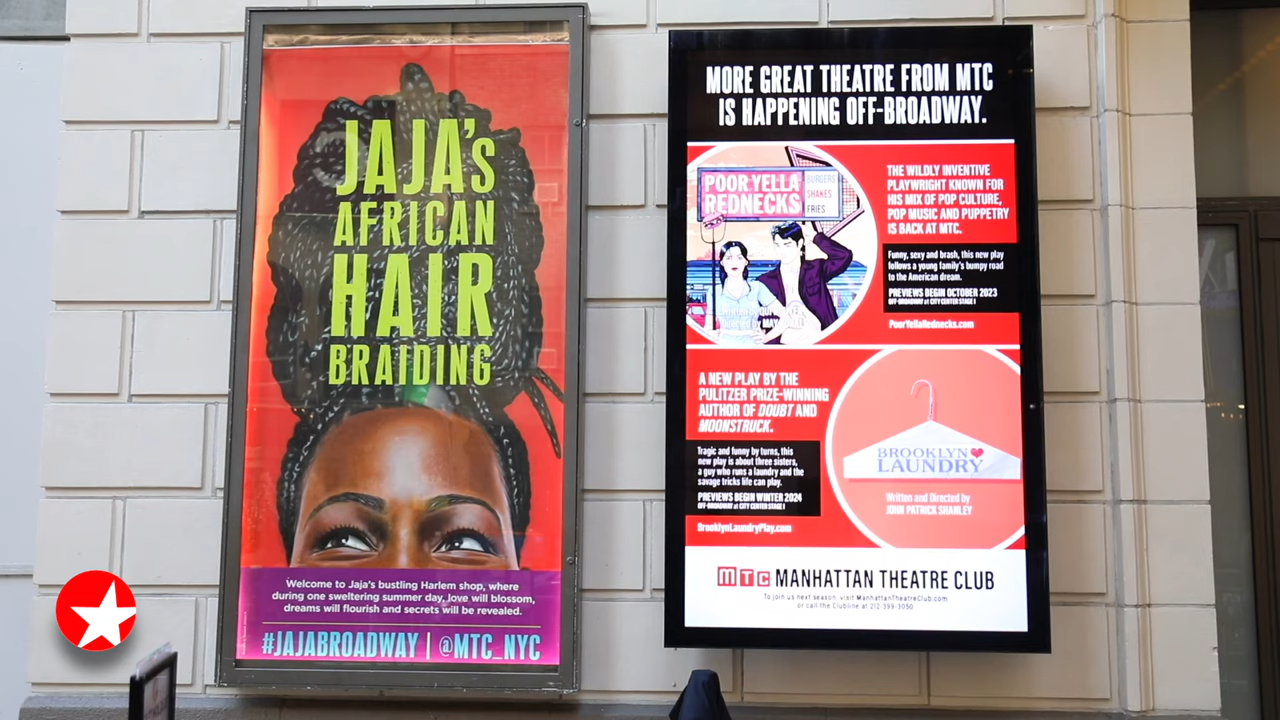 JAJA's
AFRICAN
HAIR
BRAIDING
Welcome to Jaja's bustling Harlem shop, where
during one sweltering summer day, love will blossom,
dreams will flourish and secrets will be revealed.
#JAJABROADWAY | @MTC_NYC
MORE GREAT THEATRE FROM MTC
IS HAPPENING OFF-BROADWAY.
POOR YELLA
REDNECKS
BURGERS
SHAKES
FRIES
THE WILDLY INVENTIVE
PLAYWRIGHT KNOWN FOR
HIS MIX OF POP CULTURE,
POP MUSIC AND PUPPETRY
IS BACK AT MTC.
Funny, sexy and brash, this new play
follows a young family's bumpy road
to the American dream.
PREVIEWS BEGIN OCTOBER 2023
OFF-BROADWAY at CITY CENTER STAGE I
PoorYellaRednecks.com
A NEW PLAY BY THE
PULITZER PRIZE-WINNING
AUTHOR OF DOUBT AND
MOONSTRUCK.
Tragic and funny by turns, this
new play is about three sisters,
a guy who runs a laundry and the
savage tricks life can play.
PREVIEWS BEGIN WINTER 2024
OFF-BROADWAY at CITY CENTER STAGE I
BrooklynLaundryPlay.com
BROOKLYN
LAUNDRY
Written and Directed by
JOHN PATRICK SHANLEY
MTC MANHATTAN THEATRE CLUB
To join us next season, visit ManhattanTheatreClub.com
or call the Clubline at 212-399-3050